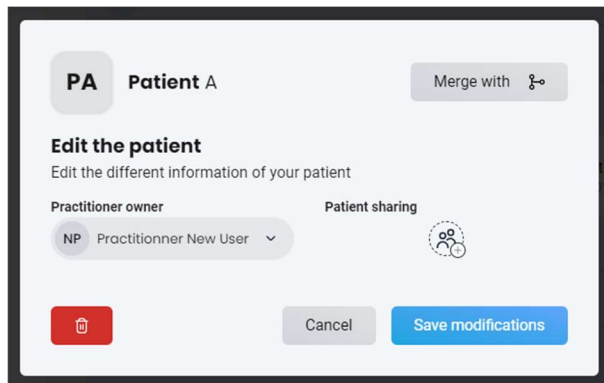 PA Patient A Merge with
Edit the patient
Edit the different information of your patient
Practitioner owner Patient sharing
NP Practitionner New User
Cancel Save modifications